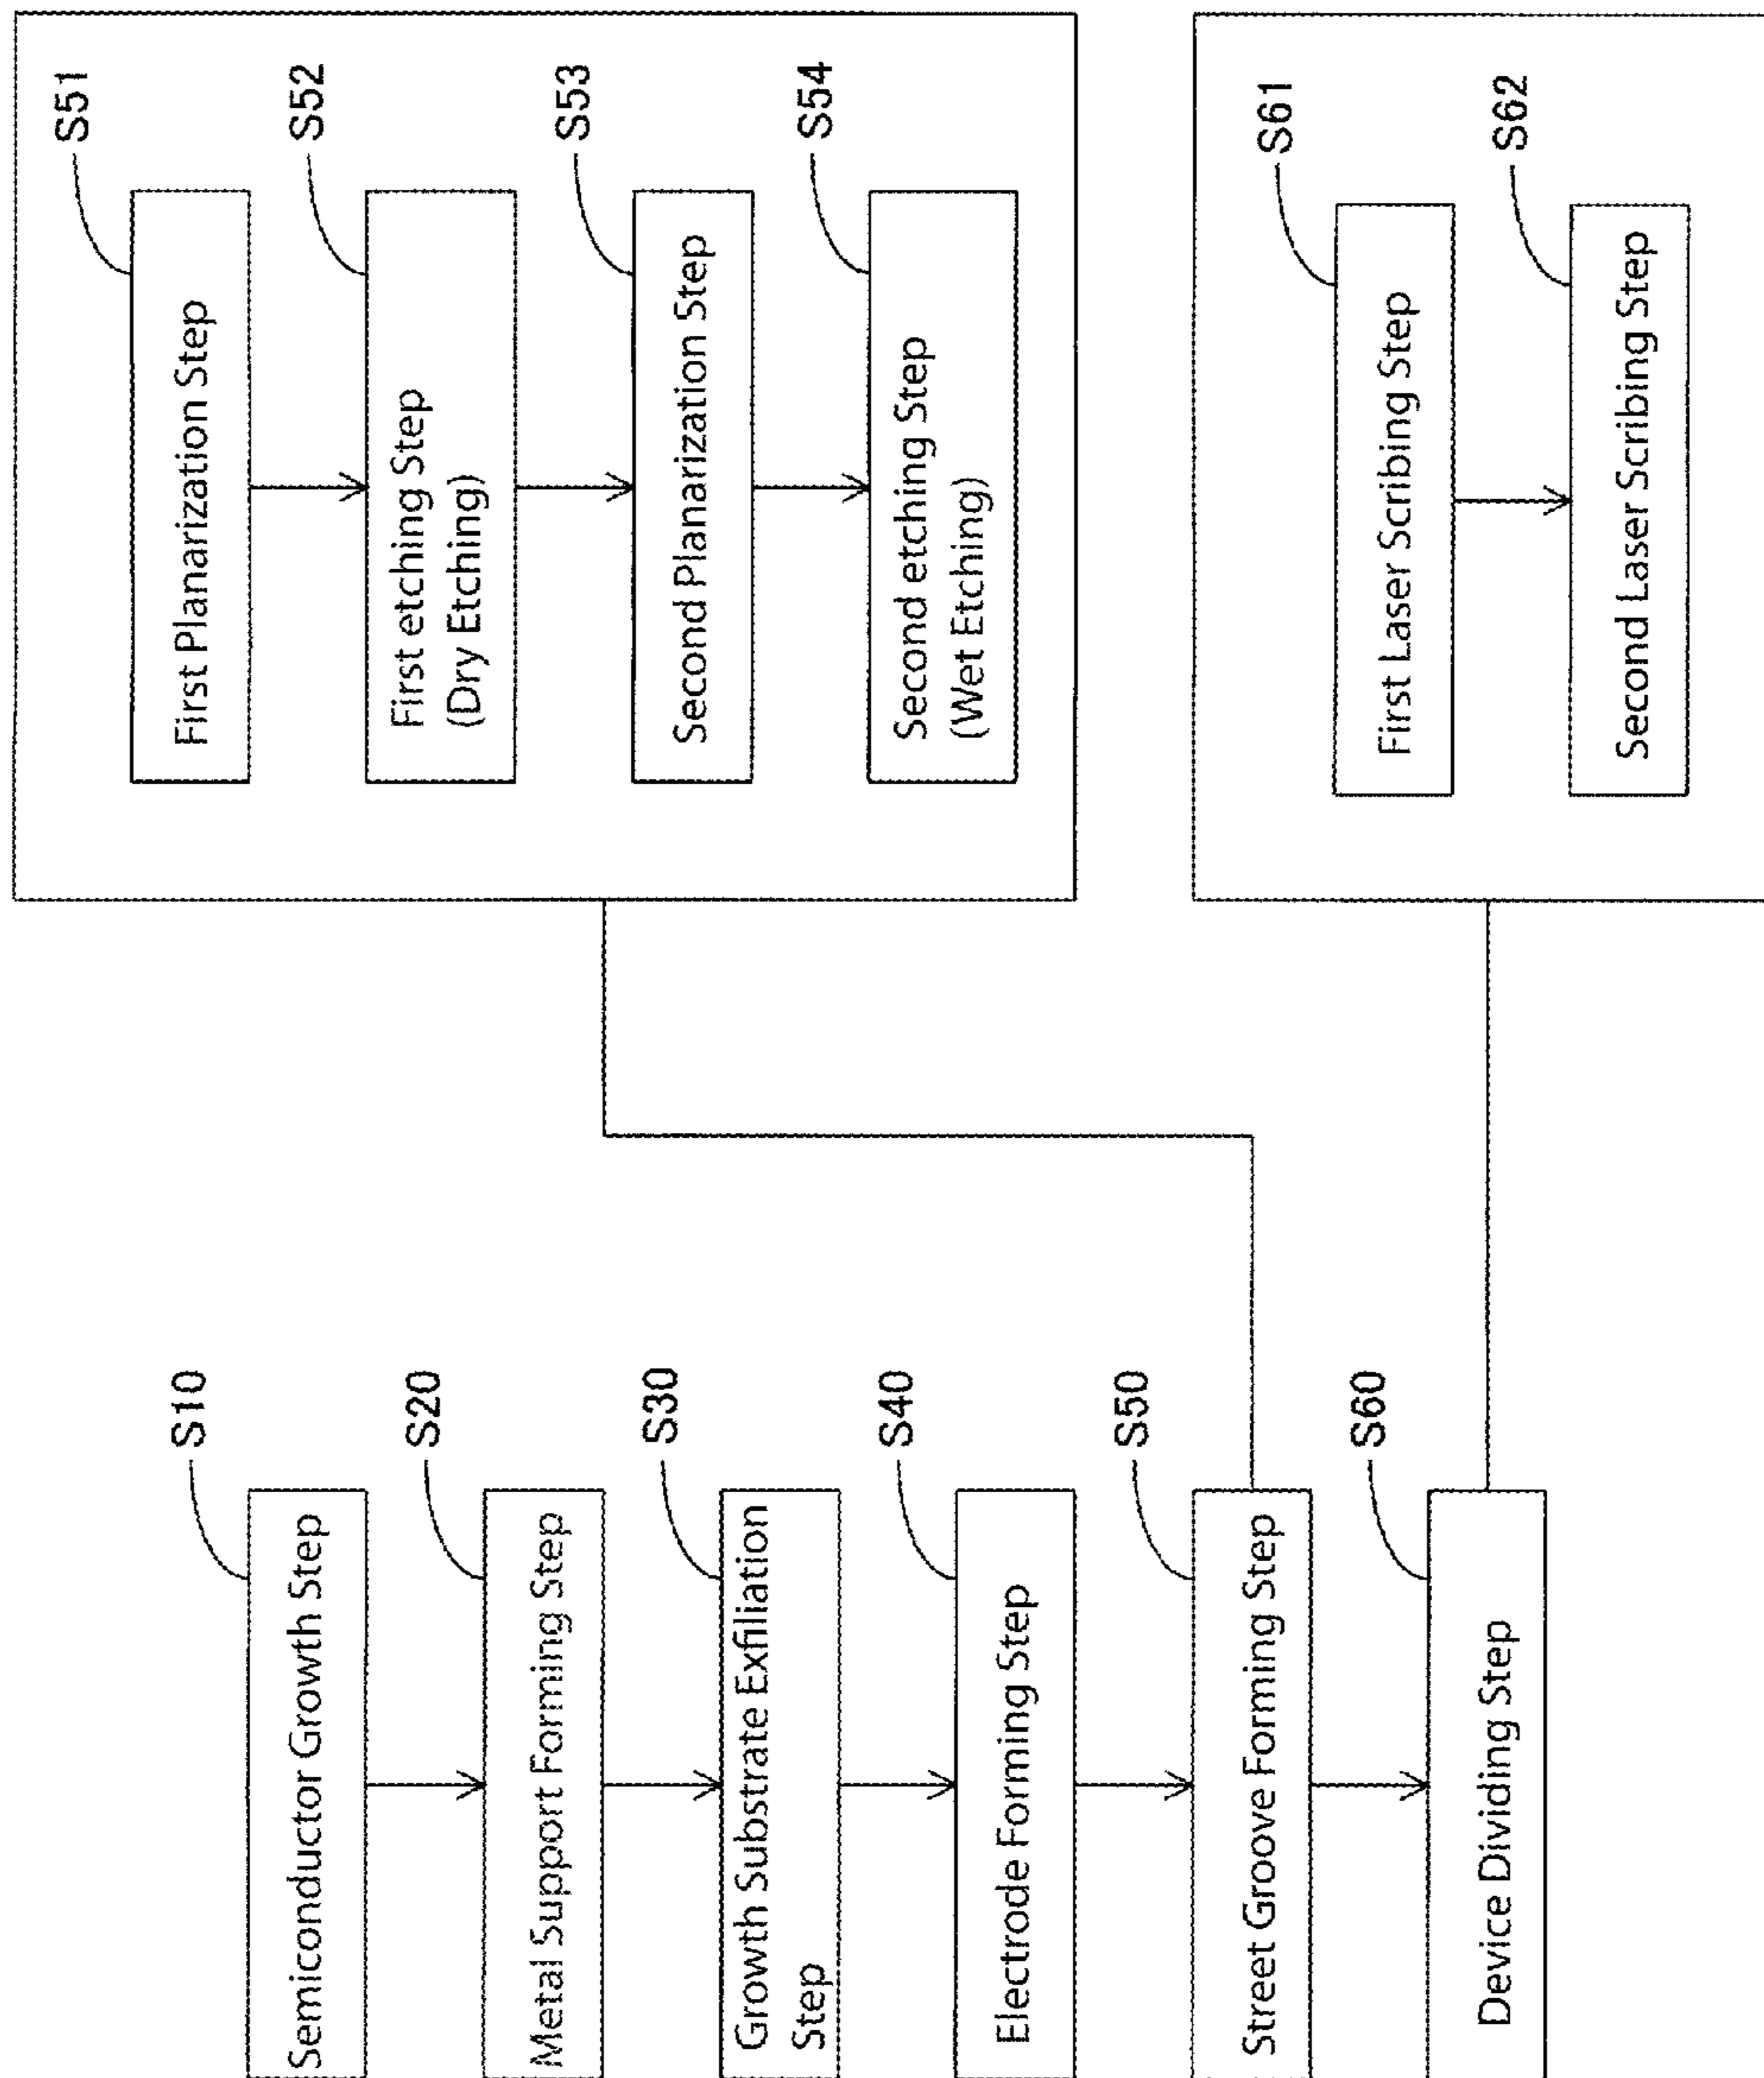 S10
Semiconductor Growth Step
S20
Metal Support Forming Step
S30
Growth Substrate Exfiliation
Step
S40
Electrode Forming Step
S50
Street Groove Forming Step
S60
Device Dividing Step
S51
First Planarization Step
S52
First etching Step
(Dry Etching)
S53
Second Planarization Step
S54
Second etching Step
(Wet Etching)
S61
First Laser Scribing Step
S62
Second Laser Scribing Step